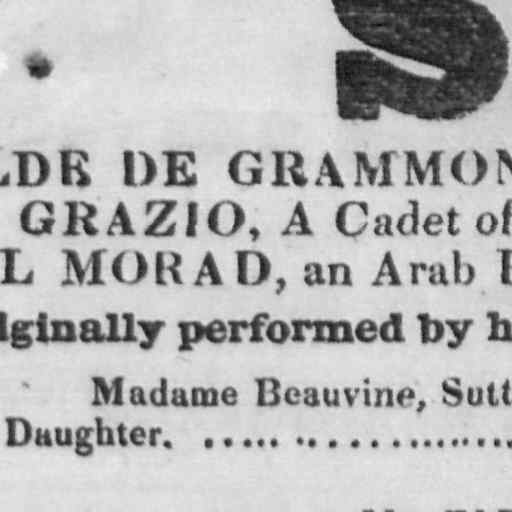 S
LDE DE GRAMMON
GRAZIO, A Cadet of
L MORAD, an Arab
iginally performed by h
Madame Beauvine, Sutt
Daughter. ..... .. ..............